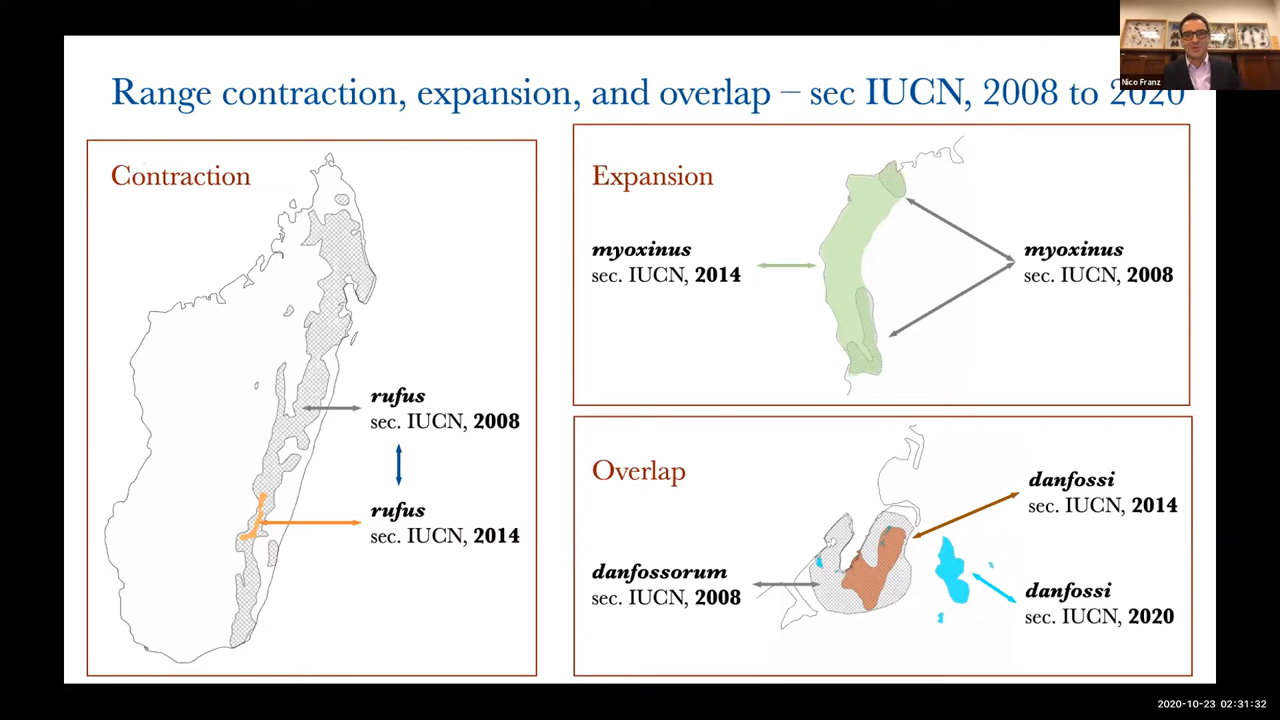 Range contraction, expansion, and overlap – sec IUCN, 2008 to 2020
Nico Franz
Contraction
rufus
sec. IUCN, 2008
rufus
sec. IUCN, 2014
Expansion
myoxinus
sec. IUCN, 2014
myoxinus
sec. IUCN, 2008
Overlap
danfossorum
sec. IUCN, 2008
danfossi
sec. IUCN, 2014
danfossi
sec. IUCN, 2020
2020-10-23 02:31:32